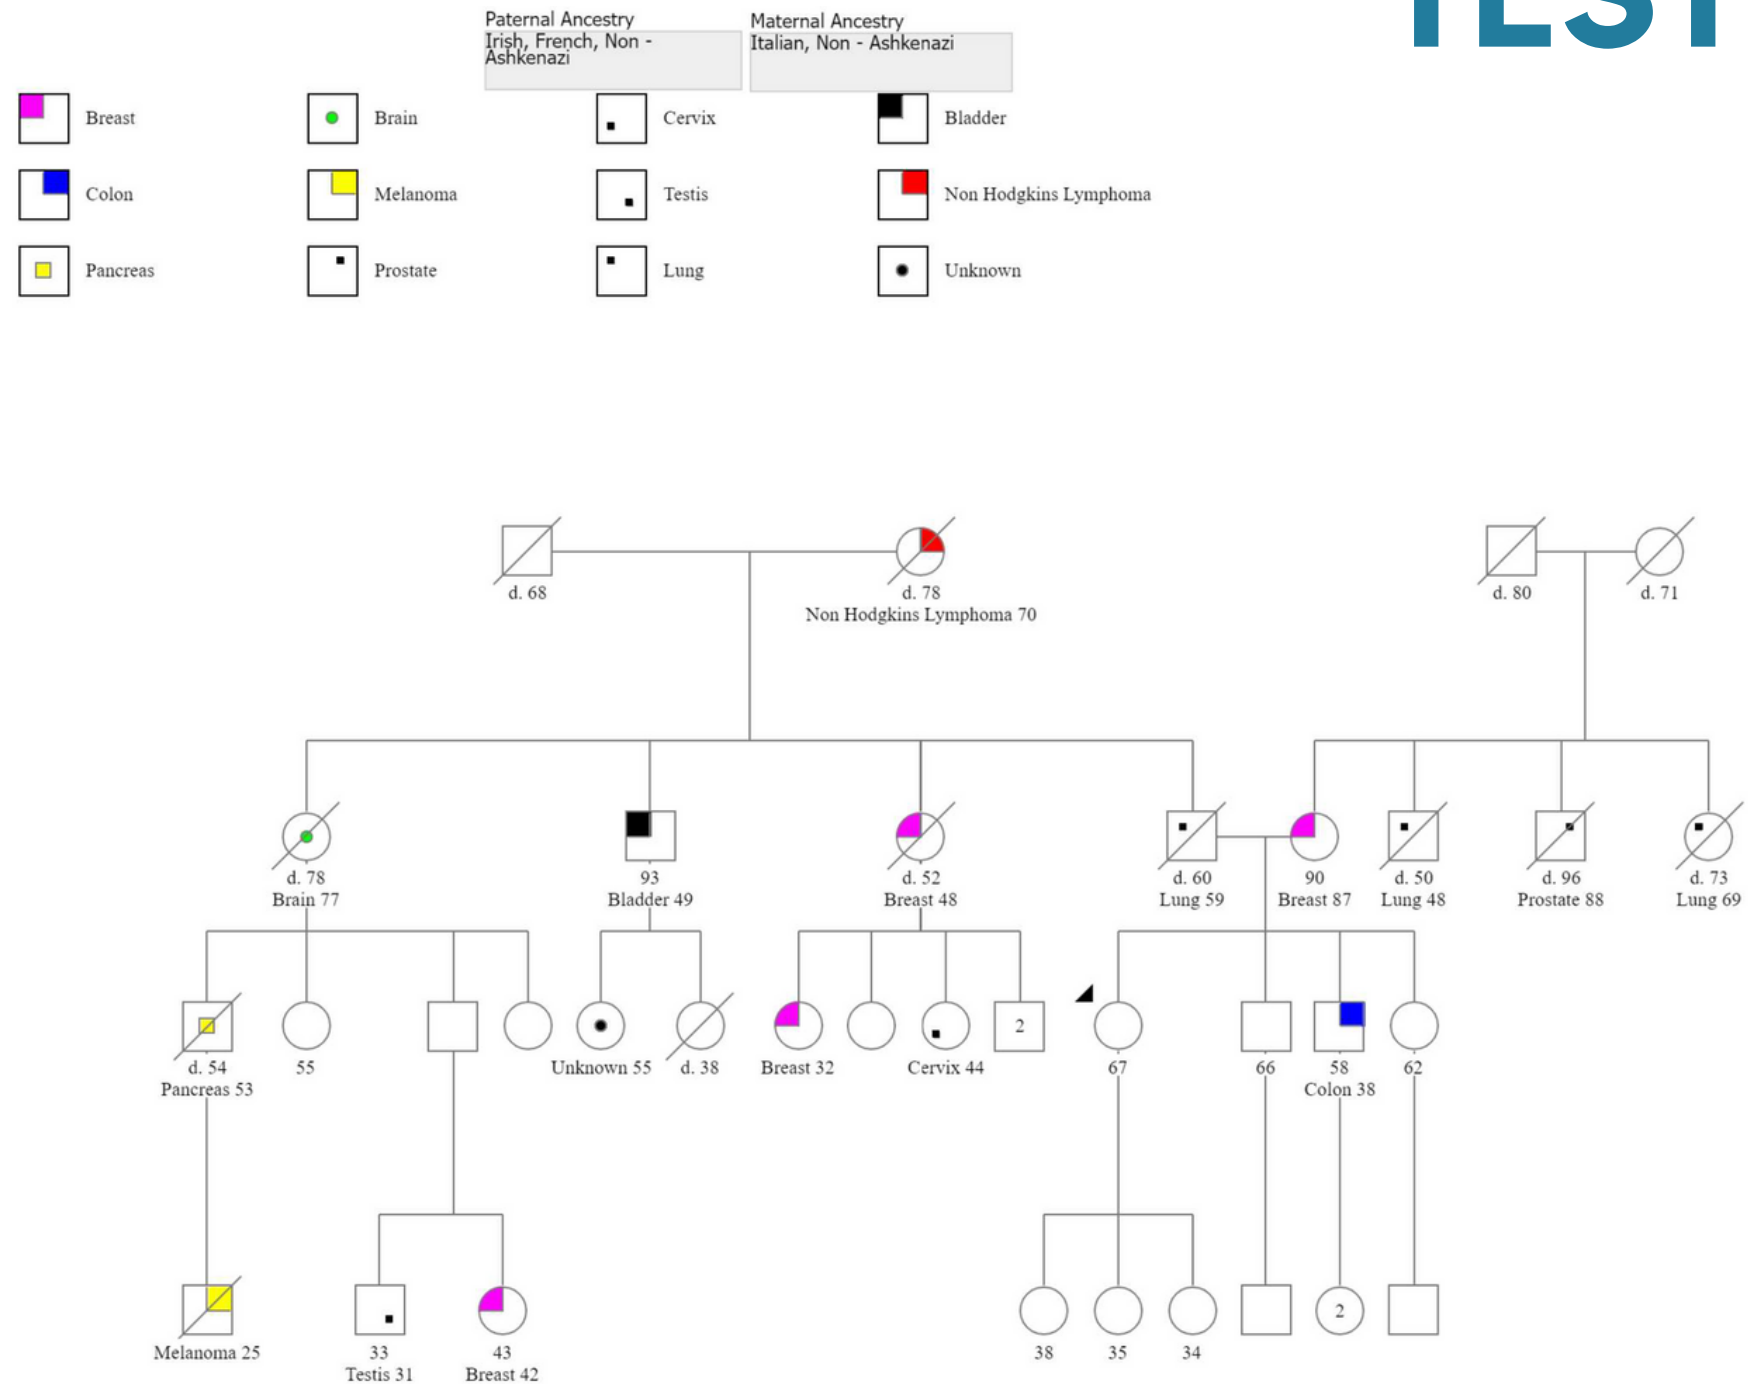 TEST
Paternal Ancestry
Maternal Ancestry
Irish, French, Non -
Ashkenazi
Italian, Non - Ashkenazi
Breast
Brain
Cervix
Bladder
Colon
Melanoma
Testis
Non Hodgkins Lymphoma
Pancreas
Prostate
Lung
Unknown
d. 68
d. 78
Non Hodgkins Lymphoma 70
d. 80
d. 71
d. 78
Brain 77
93
Bladder 49
d. 52
Breast 48
d. 60
Lung 59
90
Breast 87
d. 50
Lung 48
d. 96
Prostate 88
d. 73
Lung 69
d. 54
Pancreas 53
55
Unknown 55
d. 38
Breast 32
Cervix 44
2
67
66
58
Colon 38
62
Melanoma 25
33
Testis 31
43
Breast 42
38
35
34
2